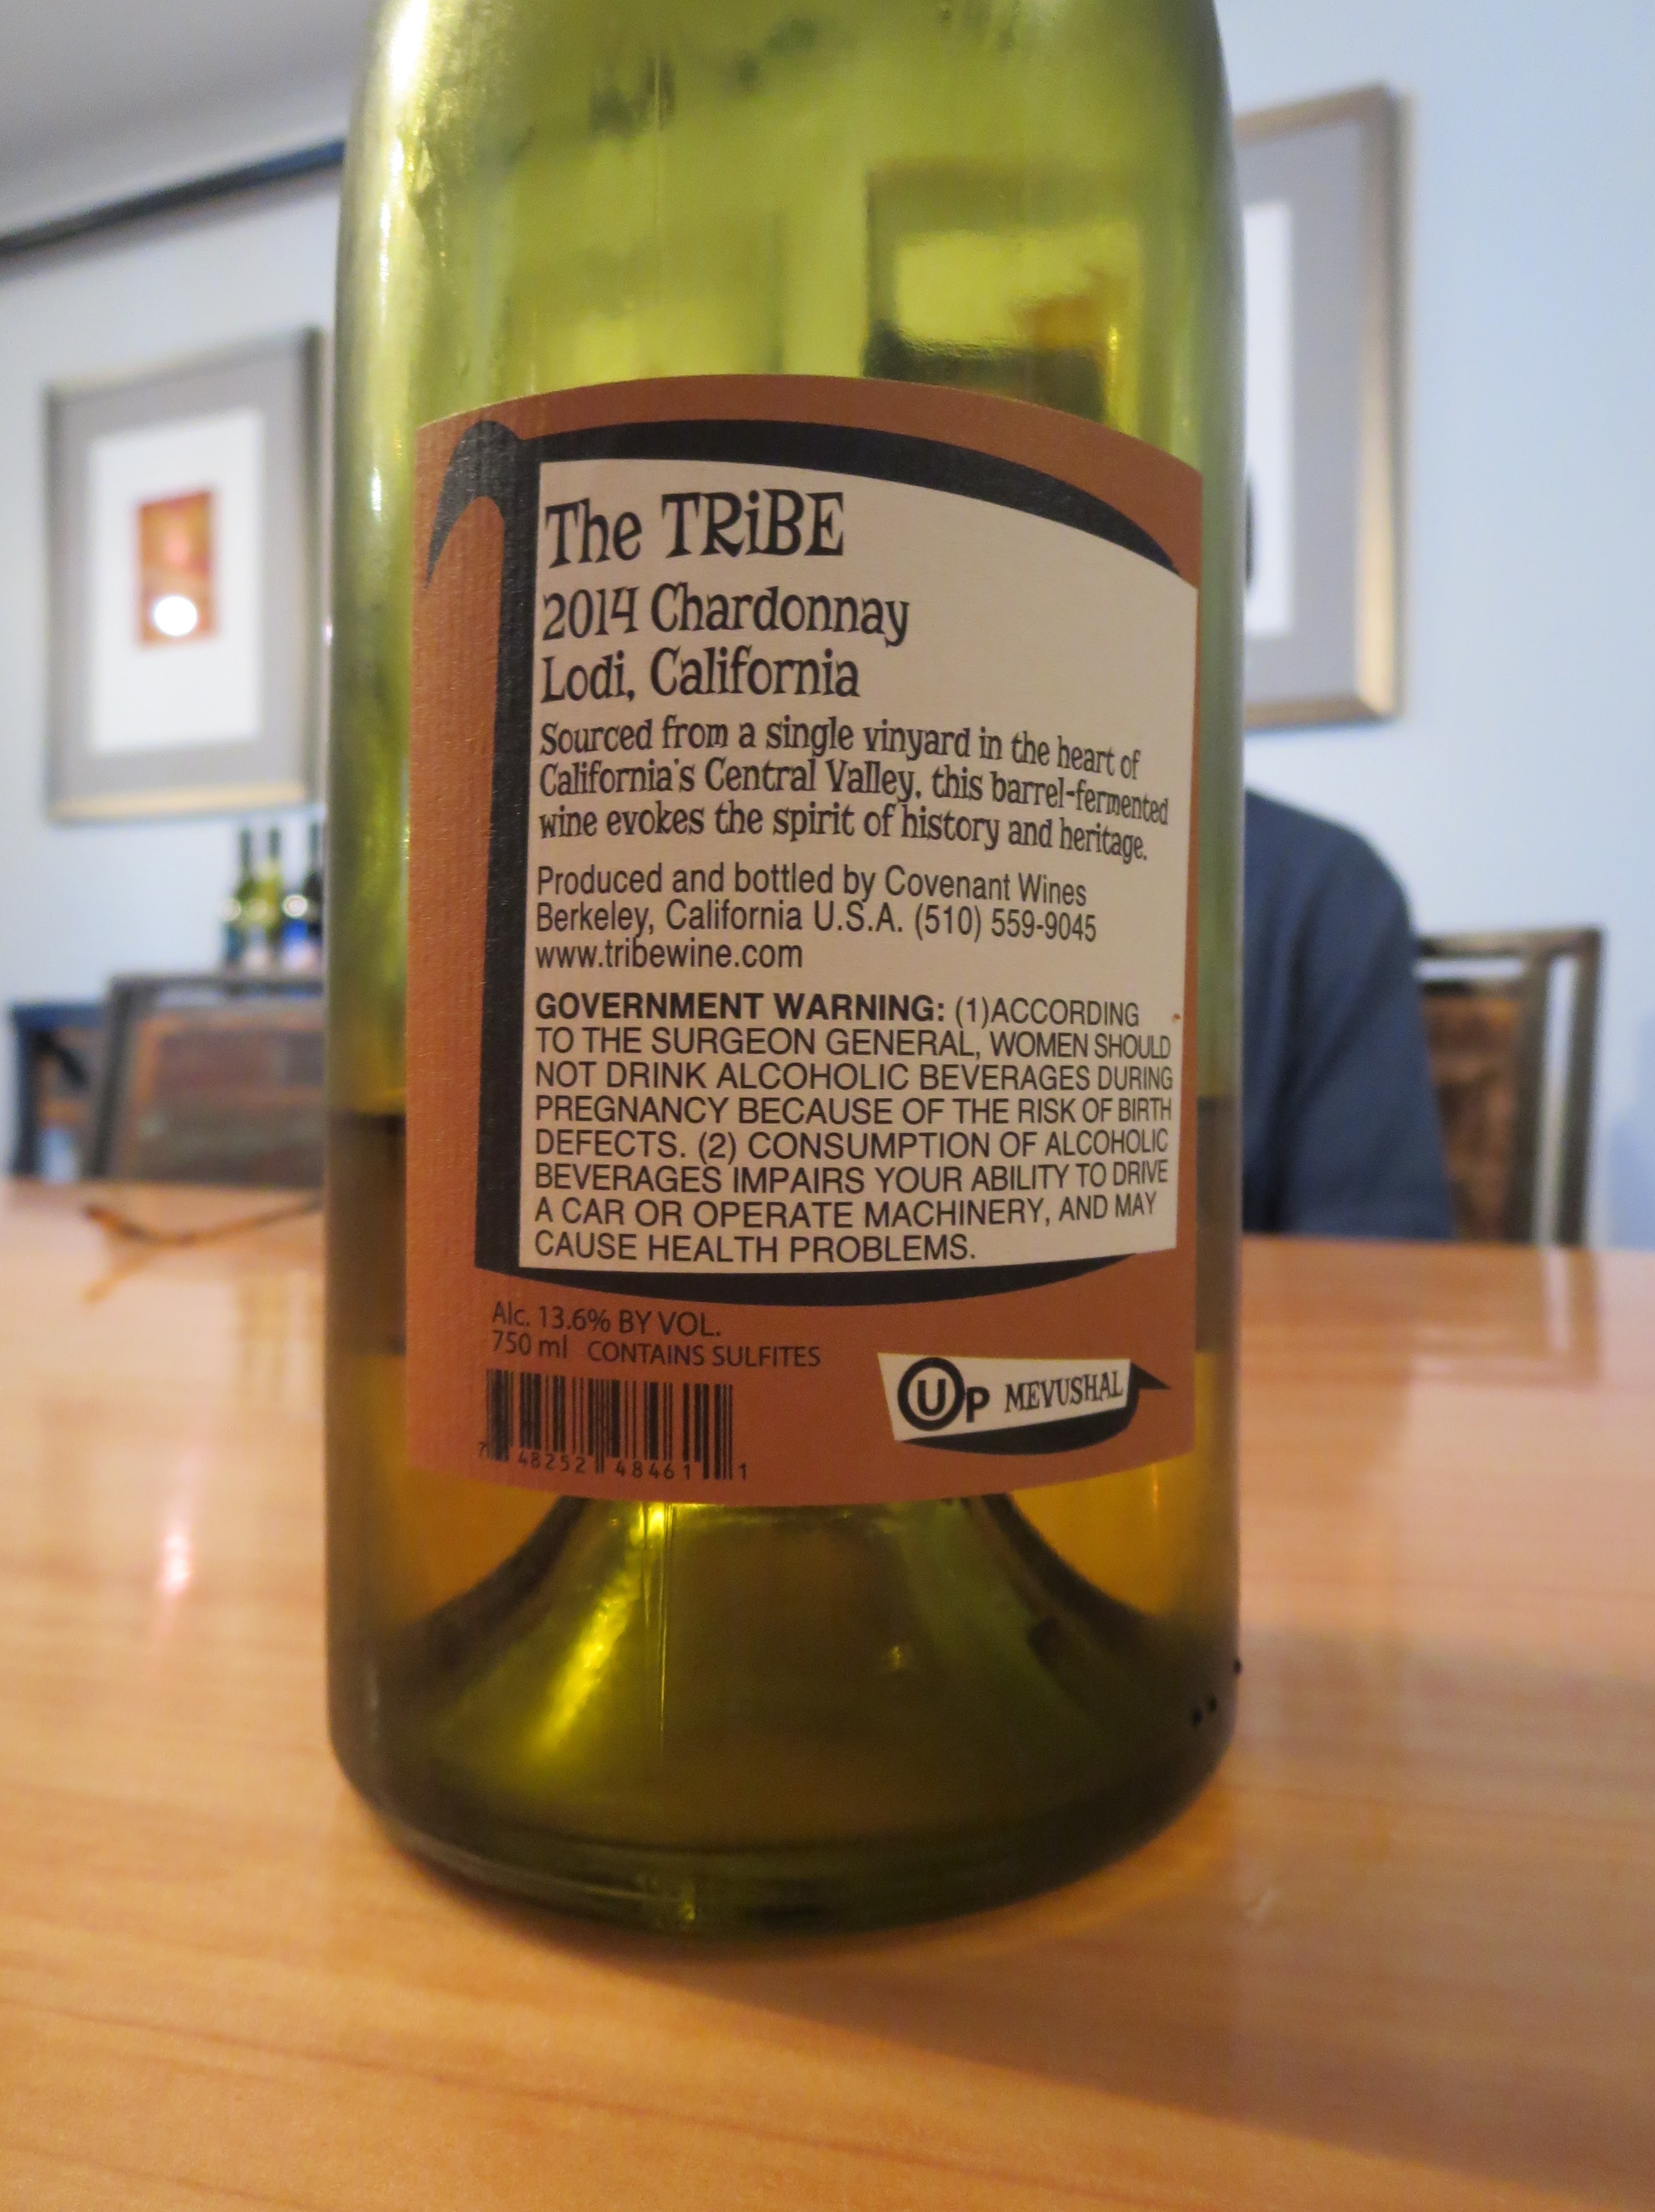 The TRiBE
2014 Chardonnay
Lodi, California
Sourced from a single vinyard in the heart of
California's Central Valley, this barrel-fermented
wine evokes the spirit of history and heritage.
Produced and bottled by Covenant Wines
Berkeley, California U.S.A. (510) 559-9045
www.tribewine.com
GOVERNMENT WARNING: (1)ACCORDING
TO THE SURGEON GENERAL, WOMEN SHOULD
NOT DRINK ALCOHOLIC BEVERAGES DURING
PREGNANCY BECAUSE OF THE RISK OF BIRTH
DEFECTS. (2) CONSUMPTION OF ALCOHOLIC
BEVERAGES IMPAIRS YOUR ABILITY TO DRIVE
A CAR OR OPERATE MACHINERY, AND MAY
CAUSE HEALTH PROBLEMS.
Alc. 13.6% BY VOL.
750 ml CONTAINS SULFITES
UP MEVUSHAL
7 48252 48461 1